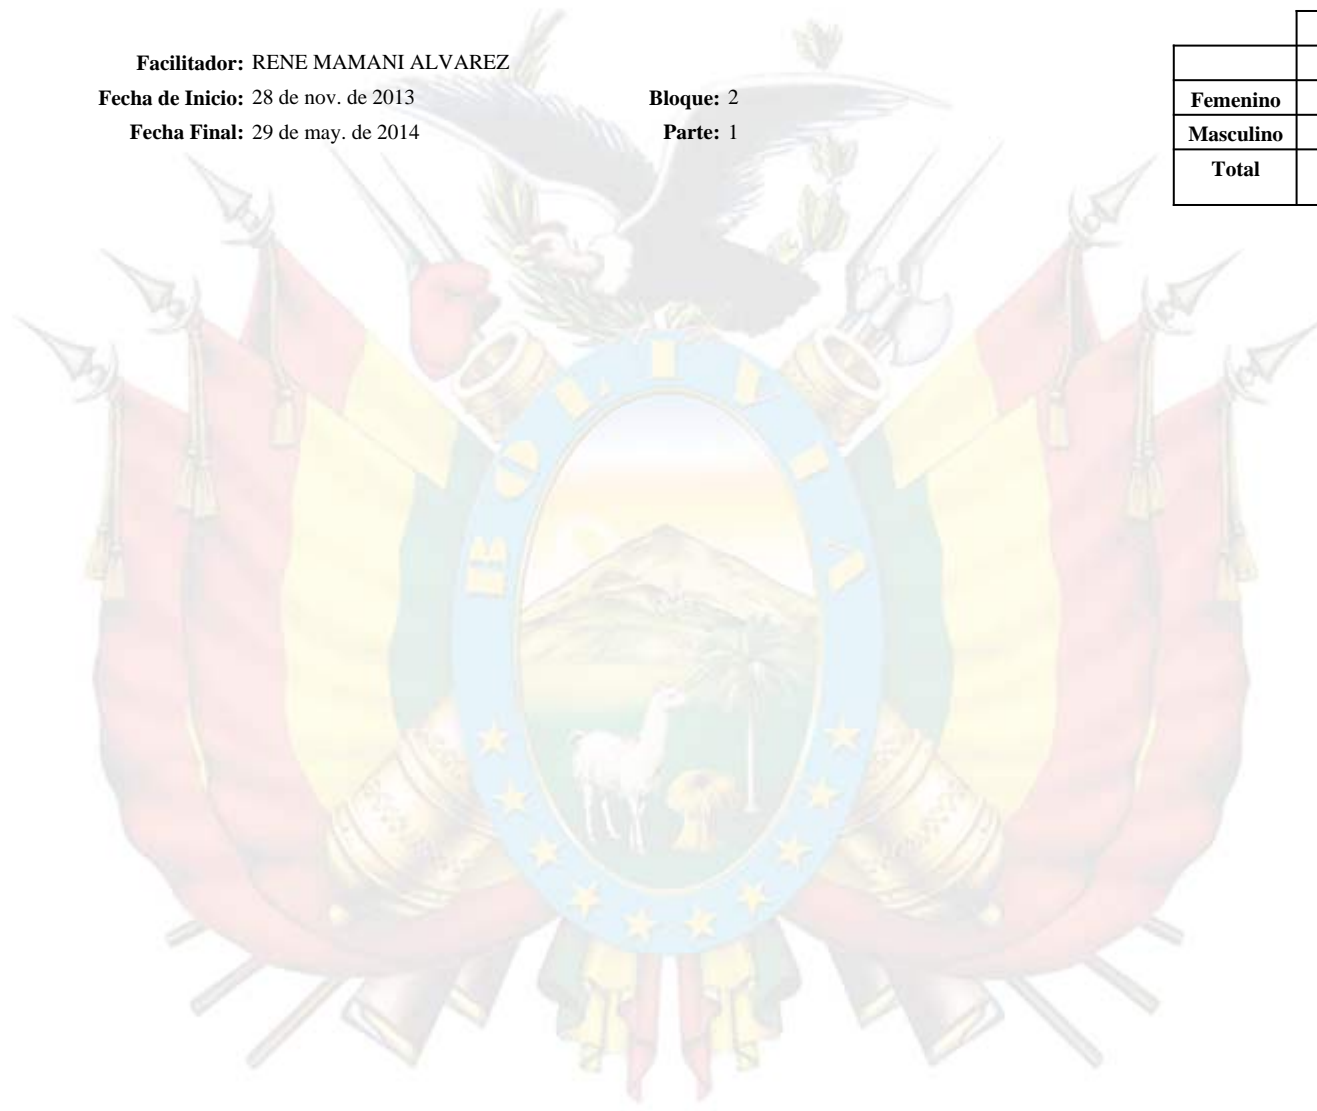 Facilitador: RENE MAMANI ALVAREZ
Fecha de Inicio: 28 de nov. de 2013 Bloque: 2
Fecha Final: 29 de may. de 2014 Parte: 1
Femenino
Masculino
Total
BOLIVIA